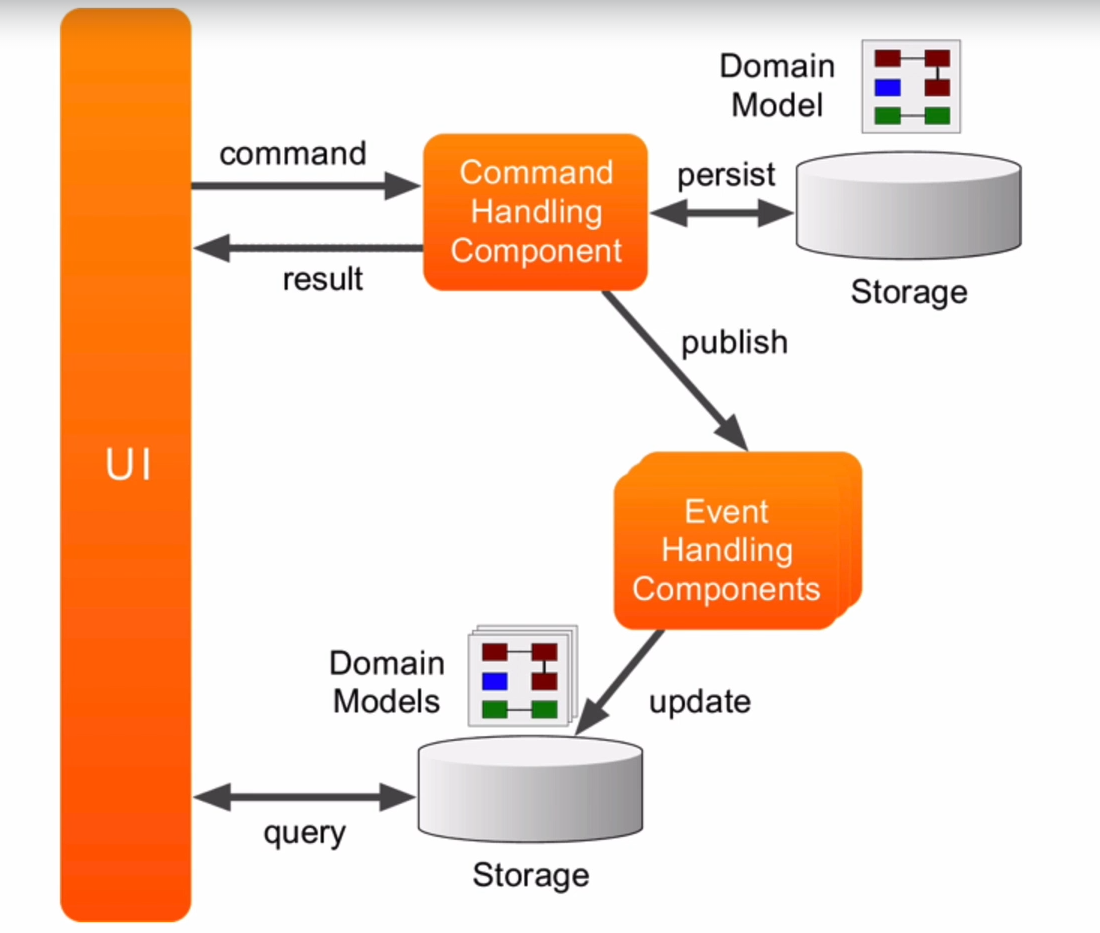 UI
command
result
Command
Handling
Component
persist
Domain
Model
Storage
publish
Event
Handling
Components
update
Domain
Models
query
Storage